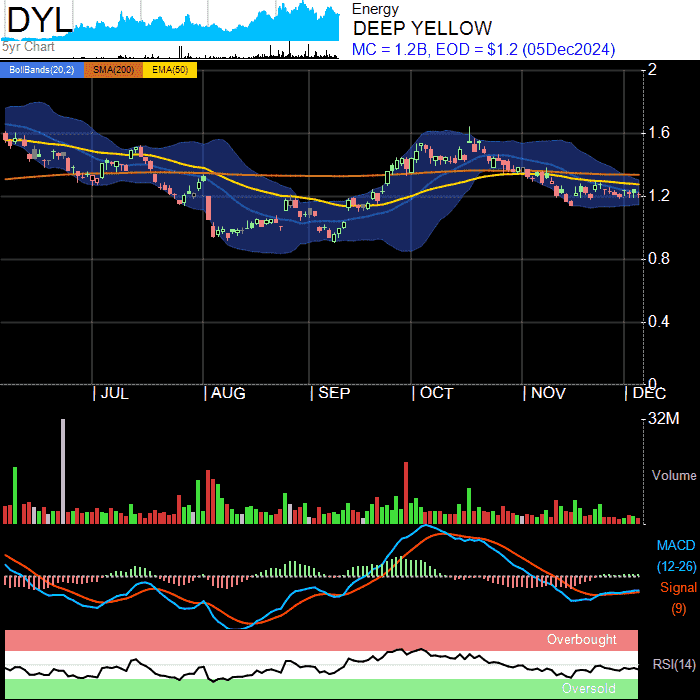 DYL
5yr Chart
Energy
DEEP YELLOW
MC = 1.2B, EOD = $1.2 (05Dec2024)
BollBands(20,2) SMA(200) EMA(50)
2
1.6
1.2
0.8
0.4
0
JUL AUG SEP OCT NOV DEC
32M
Volume
MACD
(12-26)
Signal
(9)
Overbought
RSI(14)
Oversold